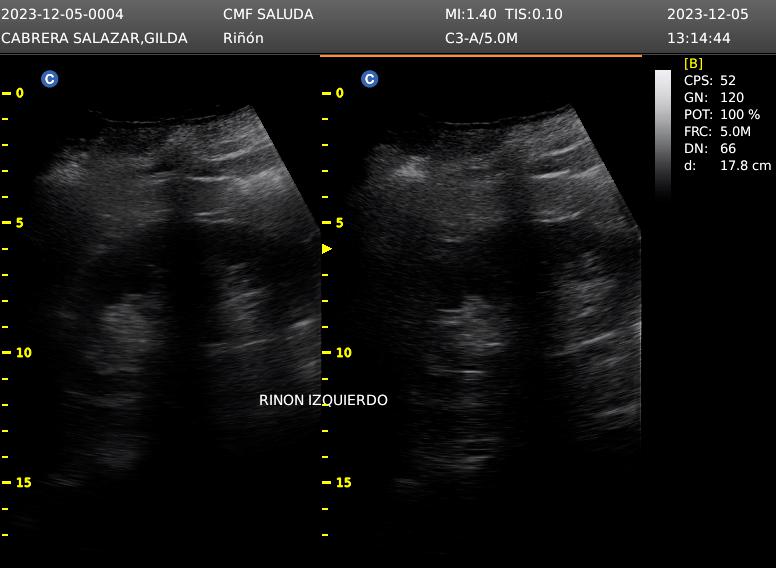 2023-12-05-0004 CMF SALUDA MI:1.40 TIS:0.10 2023-12-05
CABRERA SALAZAR,GILDA Riñón C3-A/5.0M 13:14:44
C C
[B]
CPS: 52
GN: 120
POT: 100 %
FRC: 5.0M
DN: 66
d: 17.8 cm
0 0
5 5
10 10
RINON IZQUIERDO
15 15